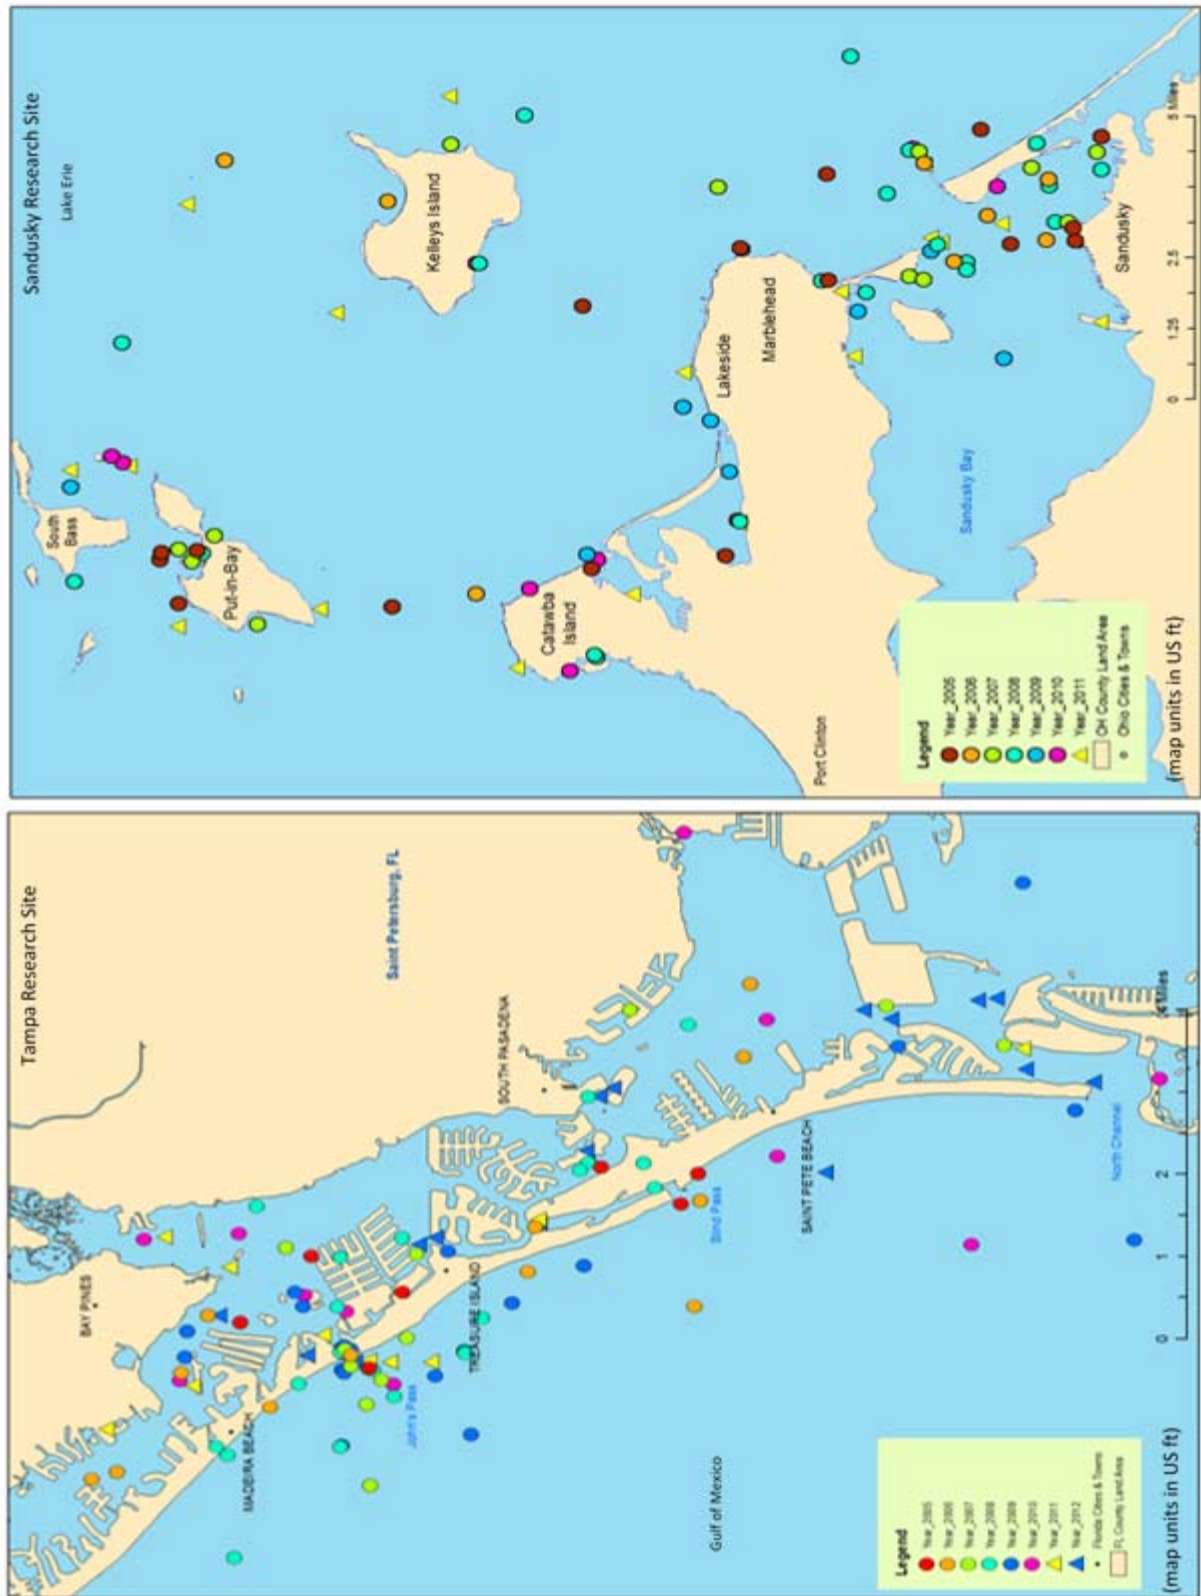 Tampa Research Site
BAY PINES
MADEIRA BEACH
Saint Petersburg, FL
SOUTH PASADENA
TREASURE ISLAND
John's Pass
Blind Pass
SAINT PETE BEACH
Gulf of Mexico
North Channel
Legend
Year_2005
Year_2006
Year_2007
Year_2008
Year_2009
Year_2010
Year_2011
Year_2012
Florida Cities & Towns
FL County Land Area
0 1 2 4 Miles
(map units in US ft)
Sandusky Research Site
Lake Erie
South
Bass
Put-in-Bay
Kelleys Island
Catawba
Island
Lakeside
Marblehead
Port Clinton
Sandusky Bay
Sandusky
Legend
Year_2005
Year_2006
Year_2007
Year_2008
Year_2009
Year_2010
Year_2011
OH County Land Area
Ohio Cities & Towns
0 1.25 2.5 5 Miles
(map units in US ft)